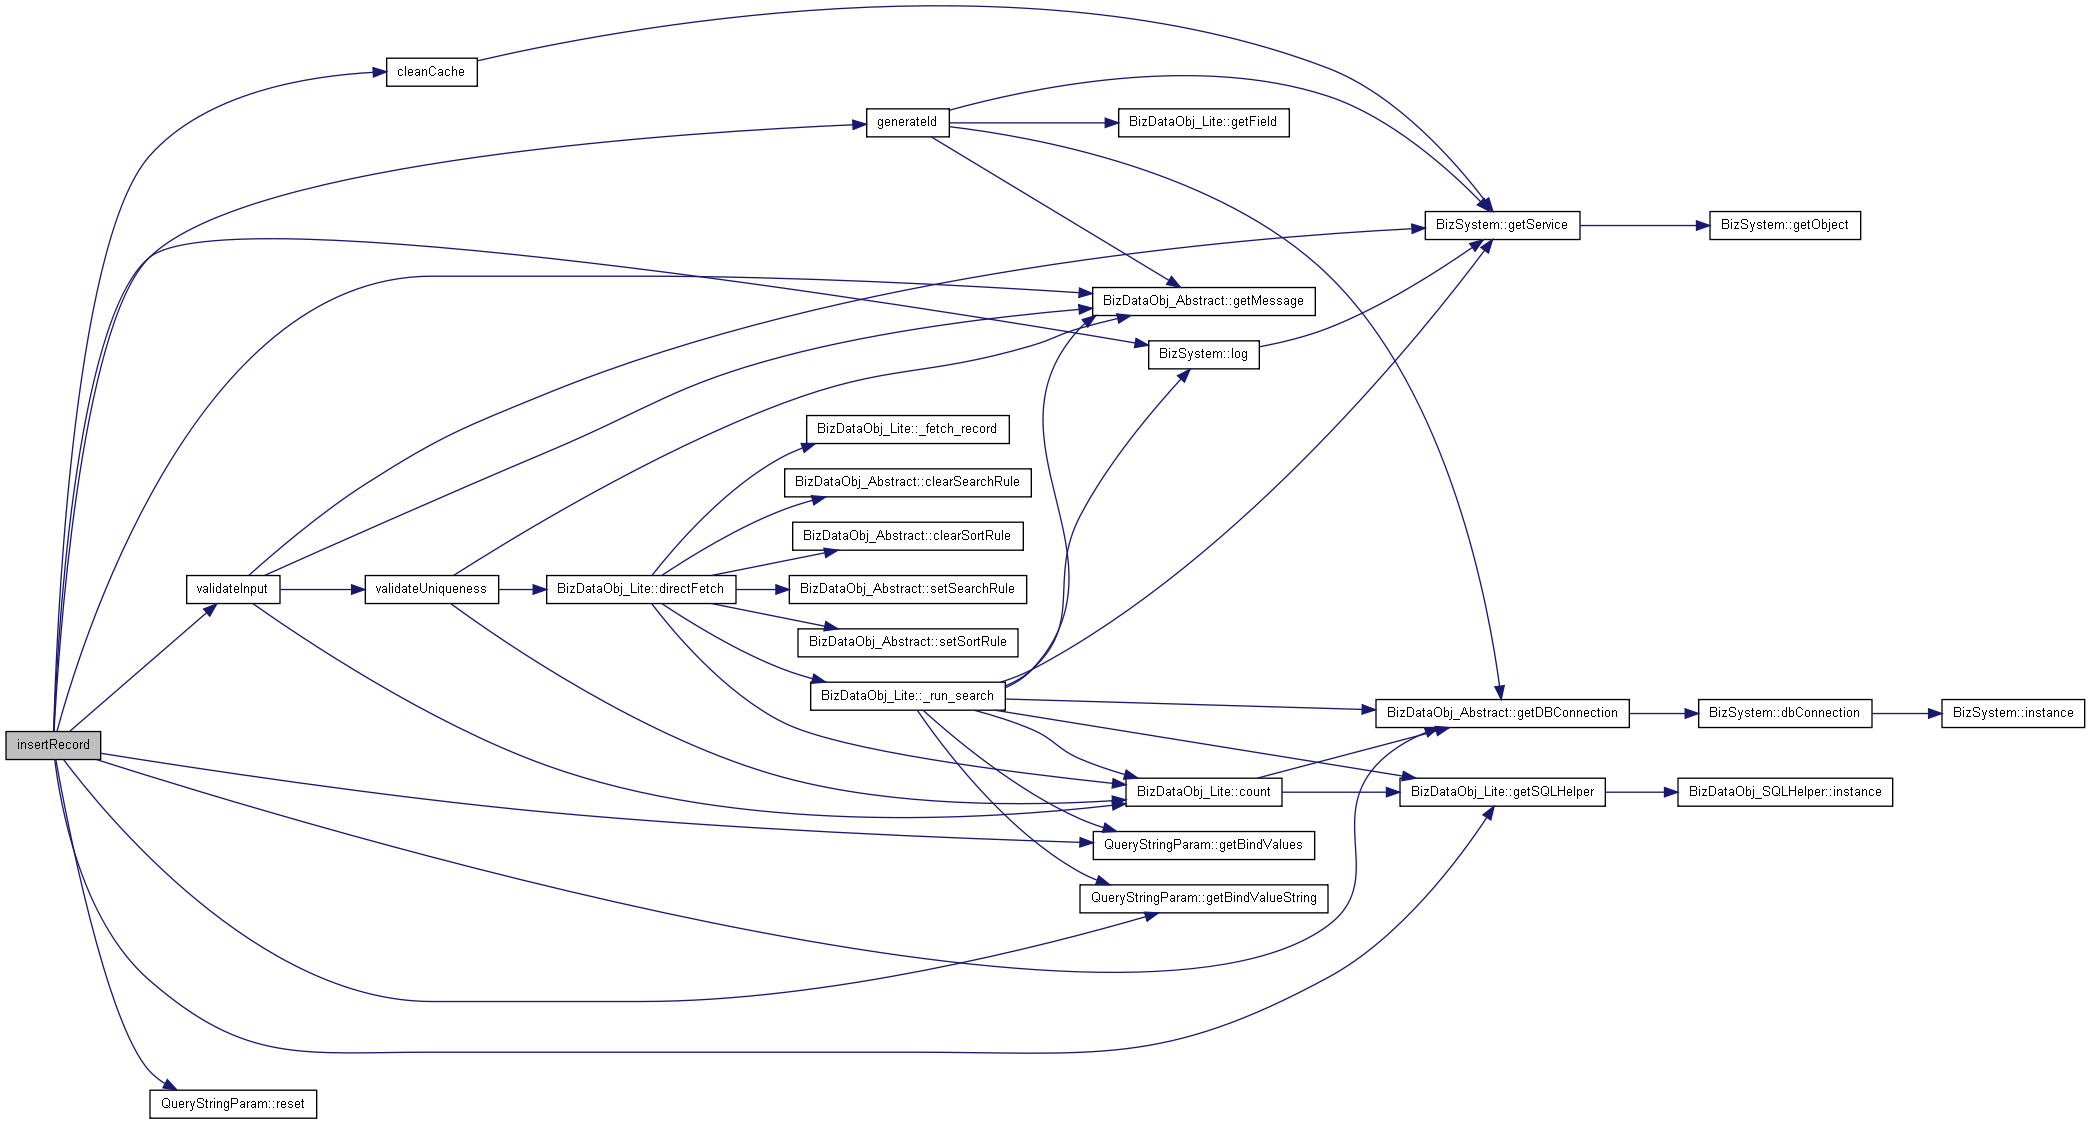 cleanCache
generateId
BizDataObj_Lite::getField
BizSystem::getService
BizSystem::getObject
BizDataObj_Abstract::getMessage
BizSystem::log
BizDataObj_Lite::_fetch_record
BizDataObj_Abstract::clearSearchRule
BizDataObj_Abstract::clearSortRule
validateInput
validateUniqueness
BizDataObj_Lite::directFetch
BizDataObj_Abstract::setSearchRule
BizDataObj_Abstract::setSortRule
BizDataObj_Lite::_run_search
BizDataObj_Abstract::getDBConnection
BizSystem::dbConnection
BizSystem::instance
insertRecord
BizDataObj_Lite::count
BizDataObj_Lite::getSQLHelper
BizDataObj_SQLHelper::instance
QueryStringParam::getBindValues
QueryStringParam::getBindValueString
QueryStringParam::reset